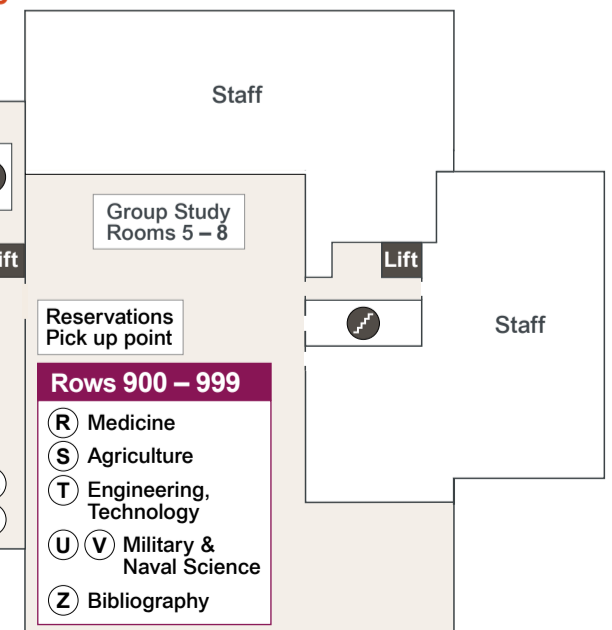 Staff
Group Study
Rooms 5 – 8
Lift
Reservations
Pick up point
Staff
Rows 900 – 999
R Medicine
S Agriculture
T Engineering,
Technology
U V Military &
Naval Science
Z Bibliography